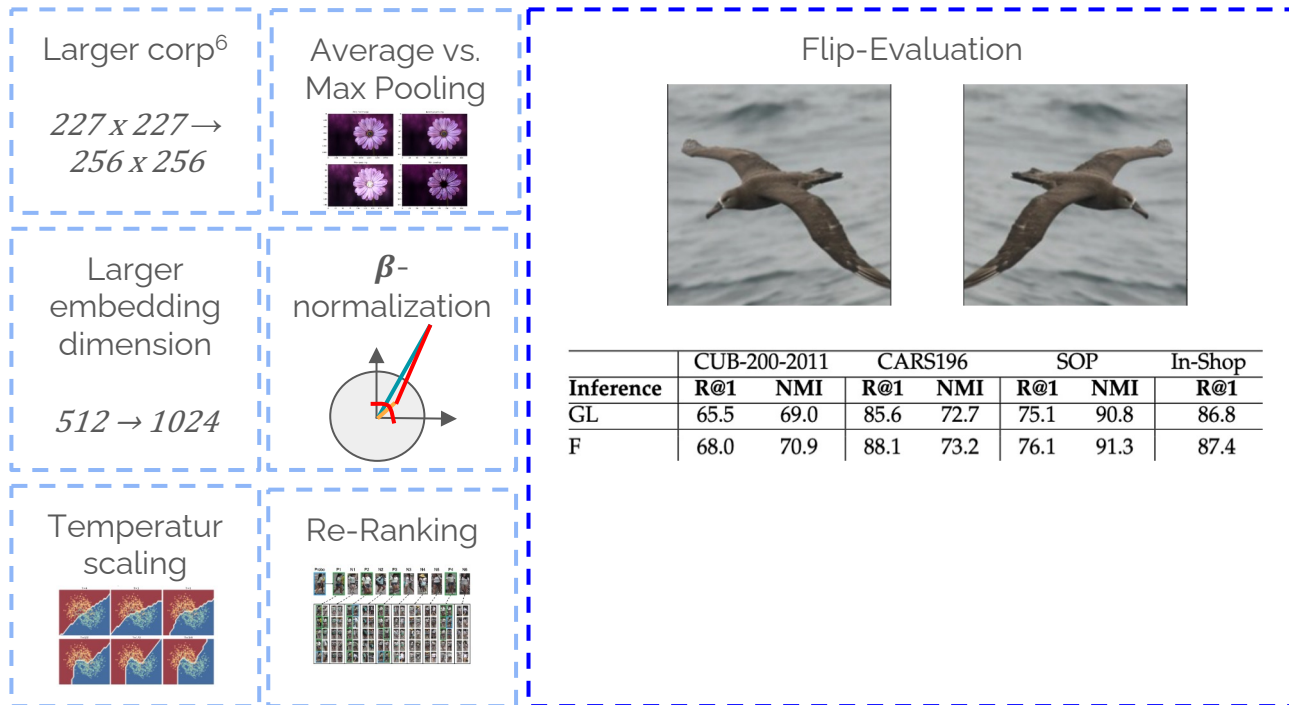 Larger corp⁶
227 x 227 →
256 x 256
Average vs.
Max Pooling
Larger
embedding
dimension
512 → 1024
β-
normalization
Temperatur
scaling
Re-Ranking
Flip-Evaluation
CUB-200-2011 CARS196 SOP In-Shop
Inference R@1 NMI R@1 NMI R@1 NMI R@1
GL 65.5 69.0 85.6 72.7 75.1 90.8 86.8
F 68.0 70.9 88.1 73.2 76.1 91.3 87.4